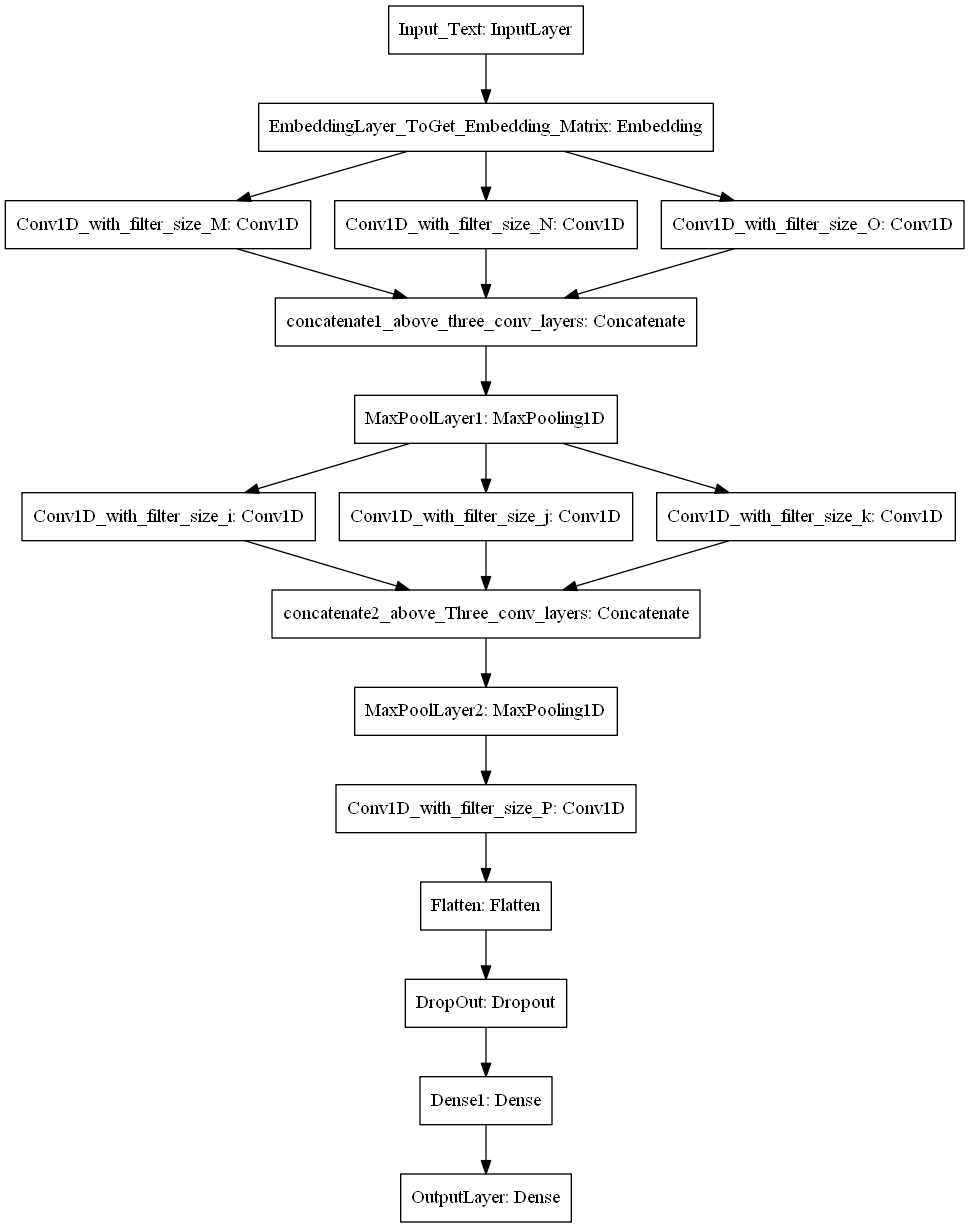 Input_Text: InputLayer
EmbeddingLayer_ToGet_Embedding_Matrix: Embedding
Conv1D_with_filter_size_M: Conv1D
Conv1D_with_filter_size_N: Conv1D
Conv1D_with_filter_size_O: Conv1D
concatenate1_above_three_conv_layers: Concatenate
MaxPoolLayer1: MaxPooling1D
Conv1D_with_filter_size_i: Conv1D
Conv1D_with_filter_size_j: Conv1D
Conv1D_with_filter_size_k: Conv1D
concatenate2_above_Three_conv_layers: Concatenate
MaxPoolLayer2: MaxPooling1D
Conv1D_with_filter_size_P: Conv1D
Flatten: Flatten
DropOut: Dropout
Dense1: Dense
OutputLayer: Dense